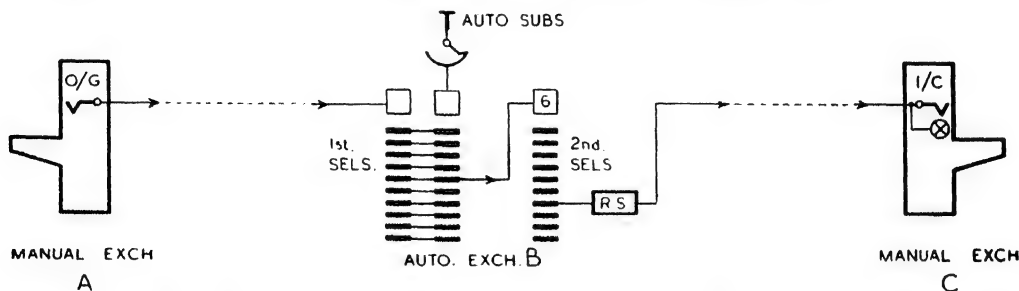 AUTO SUBS
O/G
1st.
SELS.
6
2nd.
SELS
RS
I/C
MANUAL EXCH
A
AUTO. EXCH. B
MANUAL EXCH
C